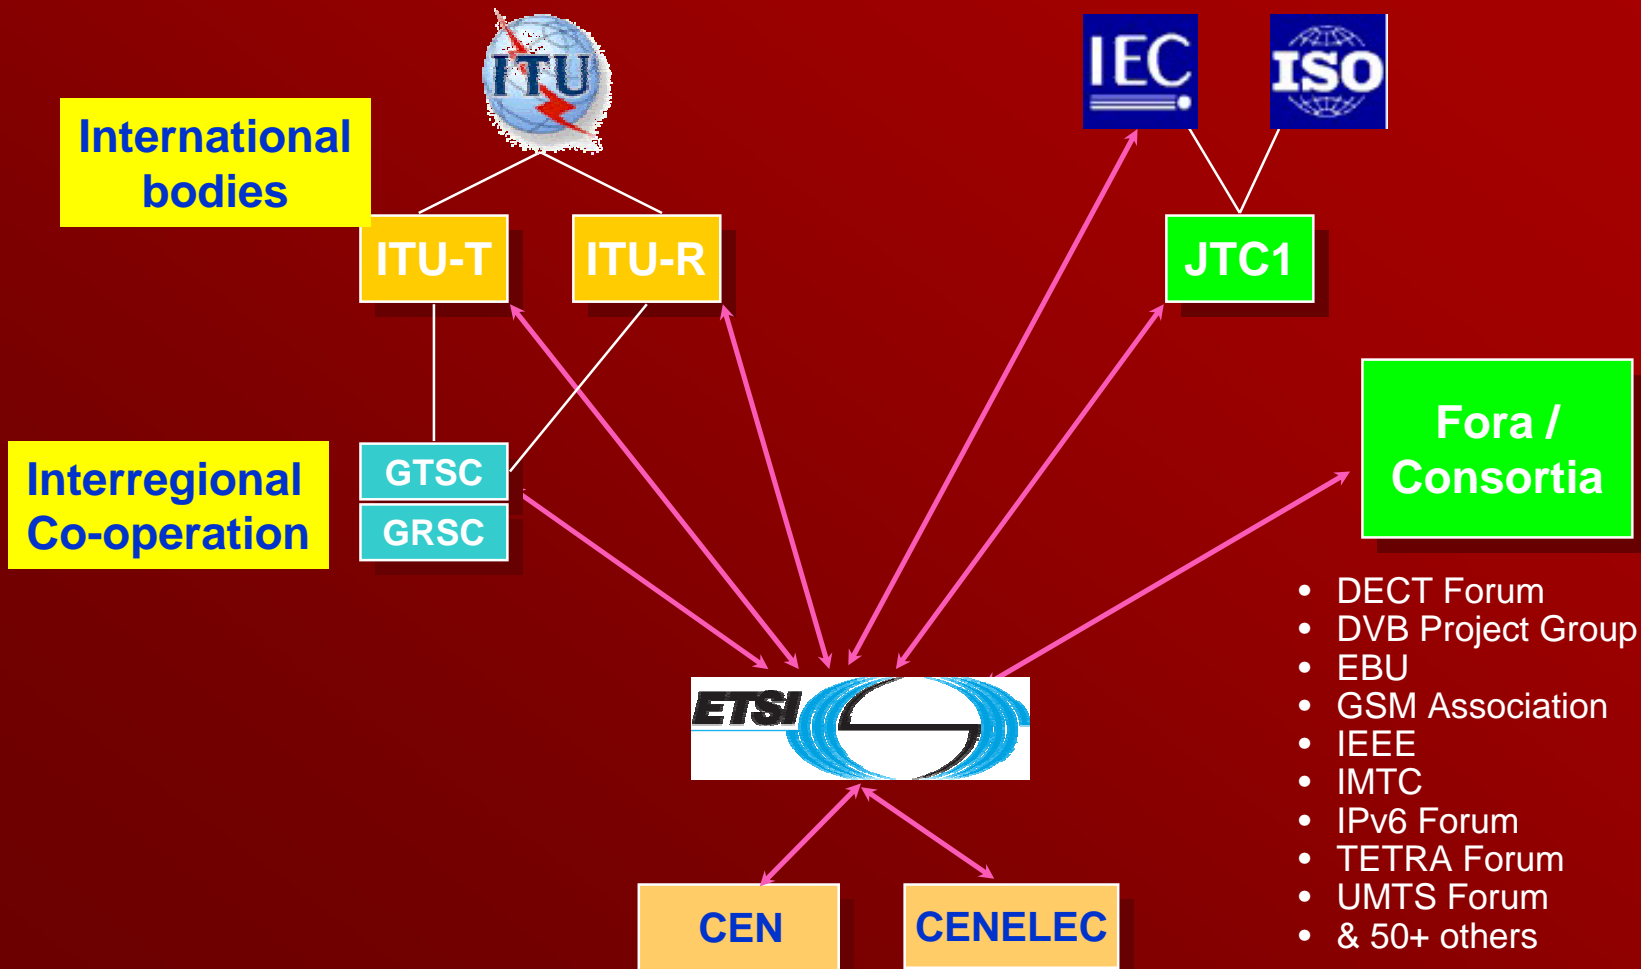 ITU
IEC
ISO
International
bodies
ITU-T
ITU-R
JTC1
Fora /
Consortia
Interregional
Co-operation
GTSC
GRSC
• DECT Forum
• DVB Project Group
• EBU
• GSM Association
• IEEE
• IMTC
• IPv6 Forum
• TETRA Forum
• UMTS Forum
• & 50+ others
ETSI
CEN
CENELEC